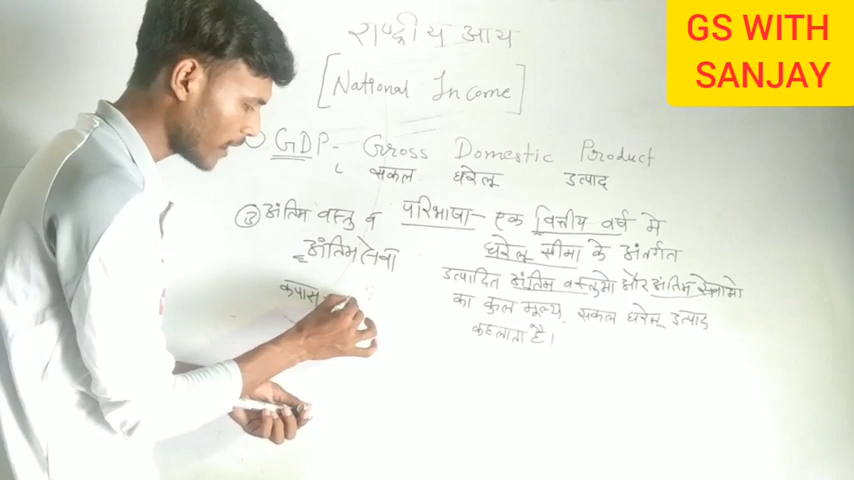 GS WITH
SANJAY
राष्ट्रीय आय
[National Income]
GDP- Gross Domestic Product
सकल घरेलू उत्पाद
③ अंतिम वस्तु व
अंतिम सेवा
कपास
परिभाषा- एक वित्तीय वर्ष मे
घरेलू सीमा के अंतर्गत
उत्पादित अंतिम वस्तुओ और अंतिम सेवाओ
का कुल मूल्य, सकल घरेलू उत्पाद
कहलाता है।